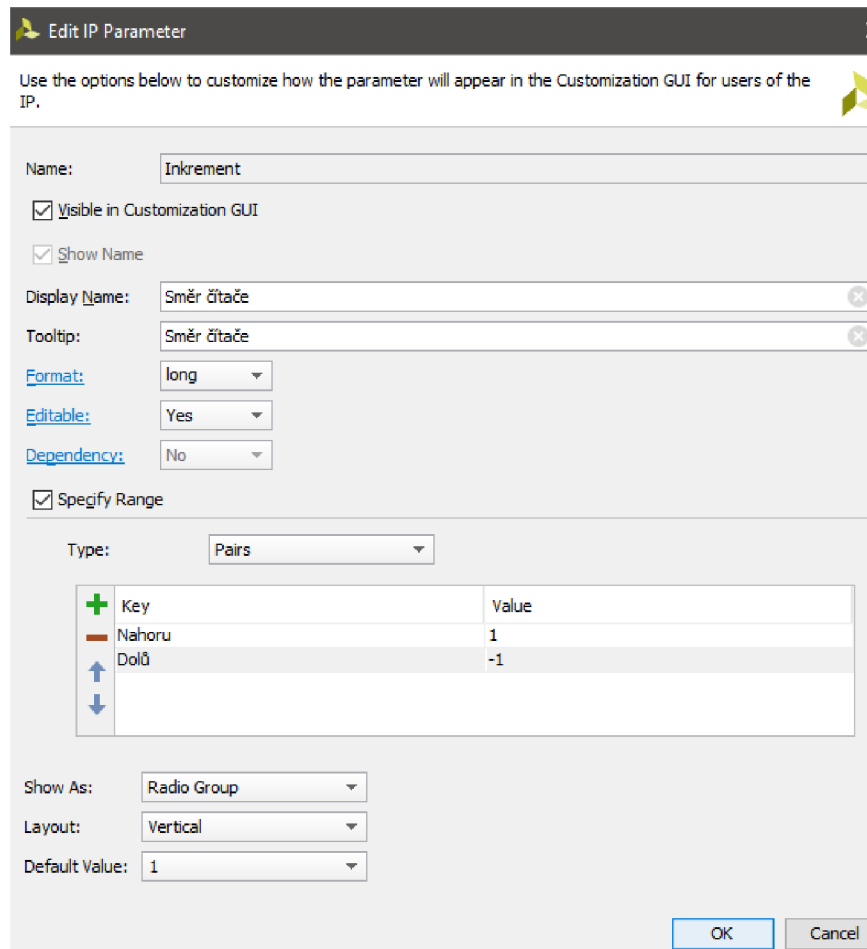 Edit IP Parameter
Use the options below to customize how the parameter will appear in the Customization GUI for users of the
IP.
Name: Inkrement
Visible in Customization GUI
Show Name
Display Name: Směr čítače
Tooltip: Směr čítače
Format: long
Editable: Yes
Dependency: No
Specify Range
Type: Pairs
Key Value
Nahoru 1
Dolů -1
Show As: Radio Group
Layout: Vertical
Default Value: 1
OK Cancel